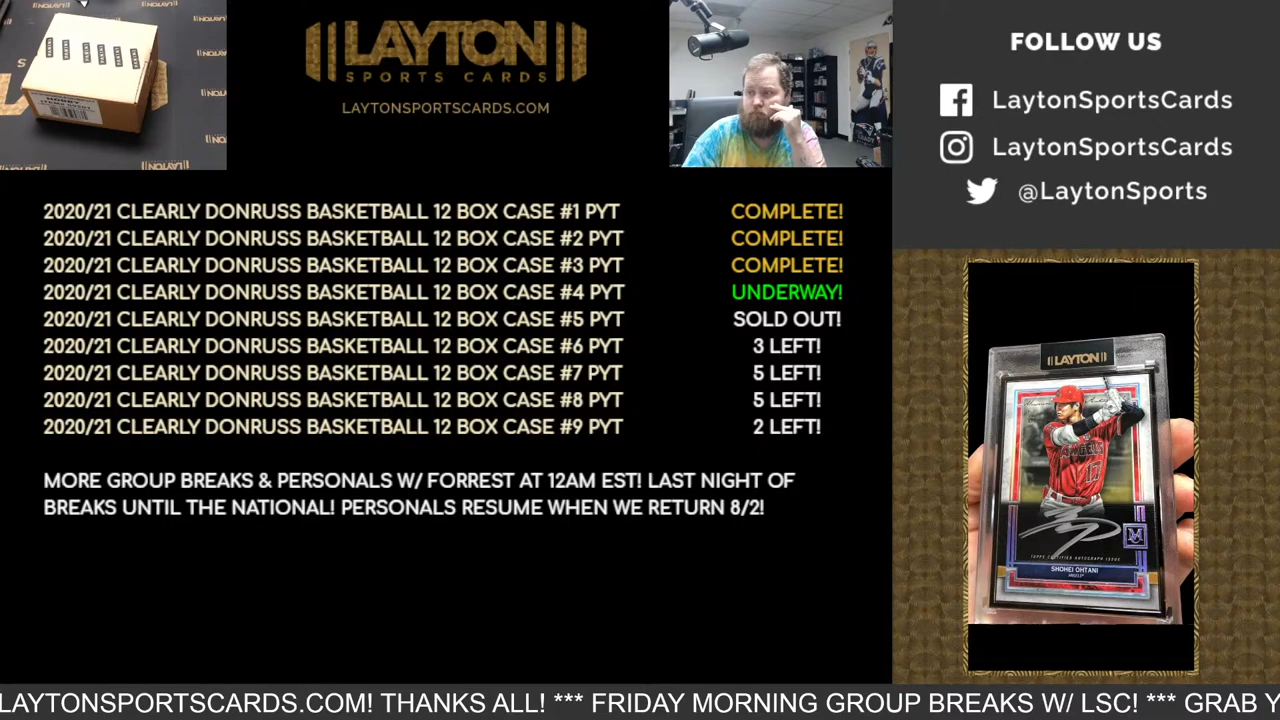 LAYTON
SPORTS CARDS
LAYTONSPORTSCARDS.COM
FOLLOW US
LaytonSportsCards
LaytonSportsCards
@LaytonSports
2020/21 CLEARLY DONRUSS BASKETBALL 12 BOX CASE #1 PYT COMPLETE!
2020/21 CLEARLY DONRUSS BASKETBALL 12 BOX CASE #2 PYT COMPLETE!
2020/21 CLEARLY DONRUSS BASKETBALL 12 BOX CASE #3 PYT COMPLETE!
2020/21 CLEARLY DONRUSS BASKETBALL 12 BOX CASE #4 PYT UNDERWAY!
2020/21 CLEARLY DONRUSS BASKETBALL 12 BOX CASE #5 PYT SOLD OUT!
2020/21 CLEARLY DONRUSS BASKETBALL 12 BOX CASE #6 PYT 3 LEFT!
2020/21 CLEARLY DONRUSS BASKETBALL 12 BOX CASE #7 PYT 5 LEFT!
2020/21 CLEARLY DONRUSS BASKETBALL 12 BOX CASE #8 PYT 5 LEFT!
2020/21 CLEARLY DONRUSS BASKETBALL 12 BOX CASE #9 PYT 2 LEFT!
MORE GROUP BREAKS & PERSONALS W/ FORREST AT 12AM EST! LAST NIGHT OF
BREAKS UNTIL THE NATIONAL! PERSONALS RESUME WHEN WE RETURN 8/2!
LAYTON
ANGELS
17
TOPPS CERTIFIED AUTOGRAPH ISSUE
SHOHEI OHTANI
ANGELS
LAYTONSPORTSCARDS.COM! THANKS ALL! *** FRIDAY MORNING GROUP BREAKS W/ LSC! *** GRAB Y